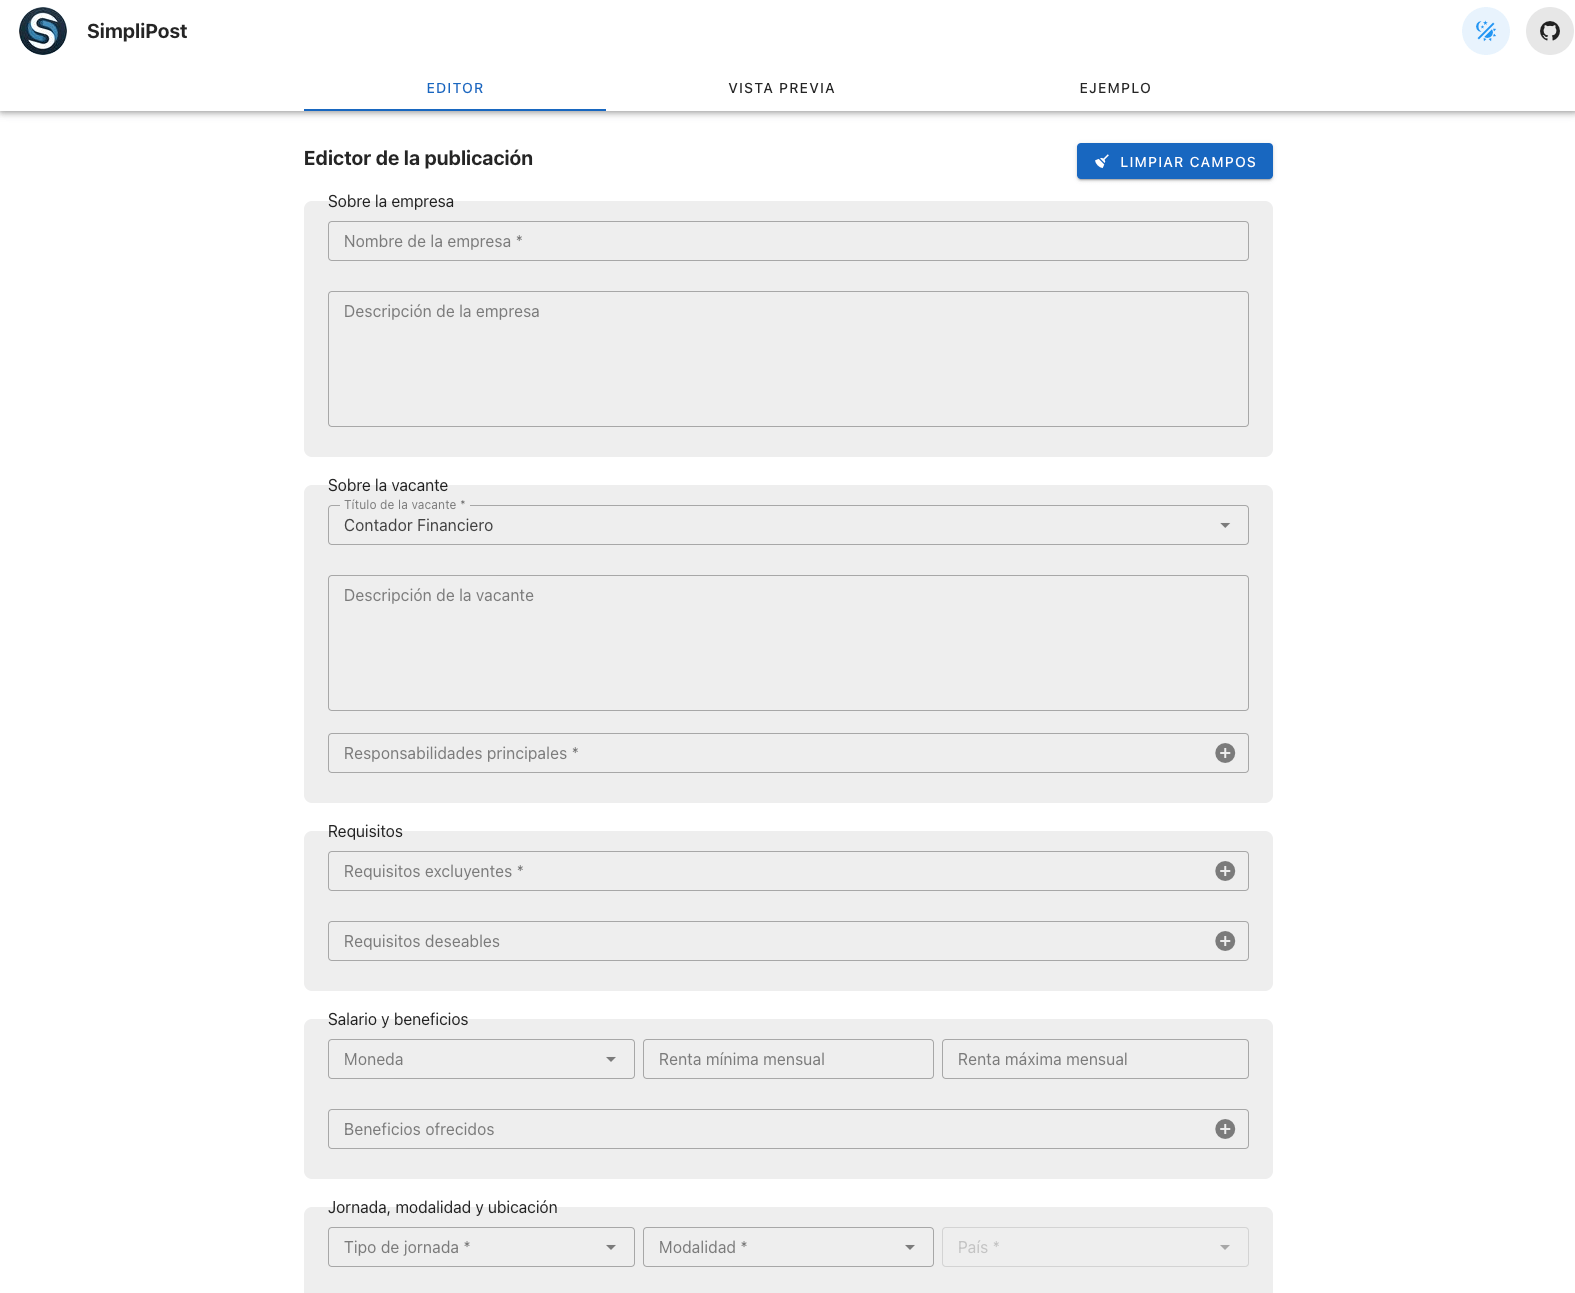 SimpliPost
EDITOR
VISTA PREVIA
EJEMPLO
Edictor de la publicación
LIMPIAR CAMPOS
Sobre la empresa
Nombre de la empresa *
Descripción de la empresa
Sobre la vacante
Título de la vacante *
Contador Financiero
Descripción de la vacante
Responsabilidades principales *
Requisitos
Requisitos excluyentes *
Requisitos deseables
Salario y beneficios
Moneda
Renta mínima mensual
Renta máxima mensual
Beneficios ofrecidos
Jornada, modalidad y ubicación
Tipo de jornada *
Modalidad *
País *